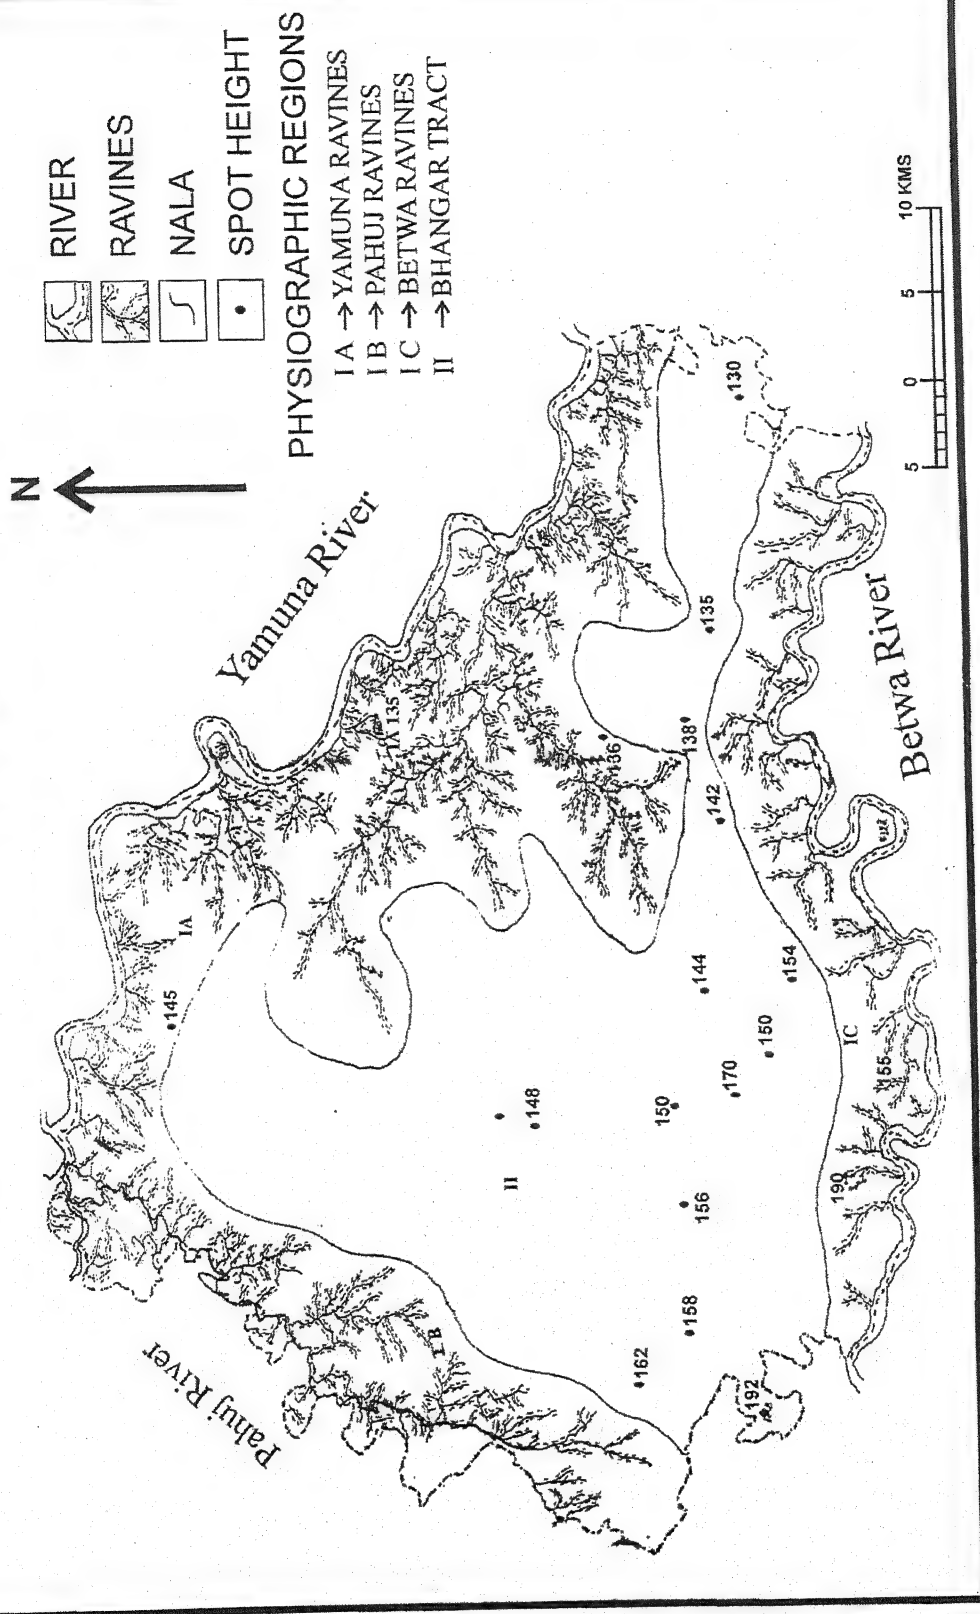 N
RIVER
RAVINES
NALA
SPOT HEIGHT
PHYSIOGRAPHIC REGIONS
I A → YAMUNA RAVINES
I B → PAHUJ RAVINES
I C → BETWA RAVINES
II → BHANGAR TRACT
Yamuna River
Pahuj River
Betwa River
IA
145
IA 135
136
138
135
130
142
144
154
150
170
150
148
II
156
158
162
192
190
155
IC
I B
5 0 5 10 KMS